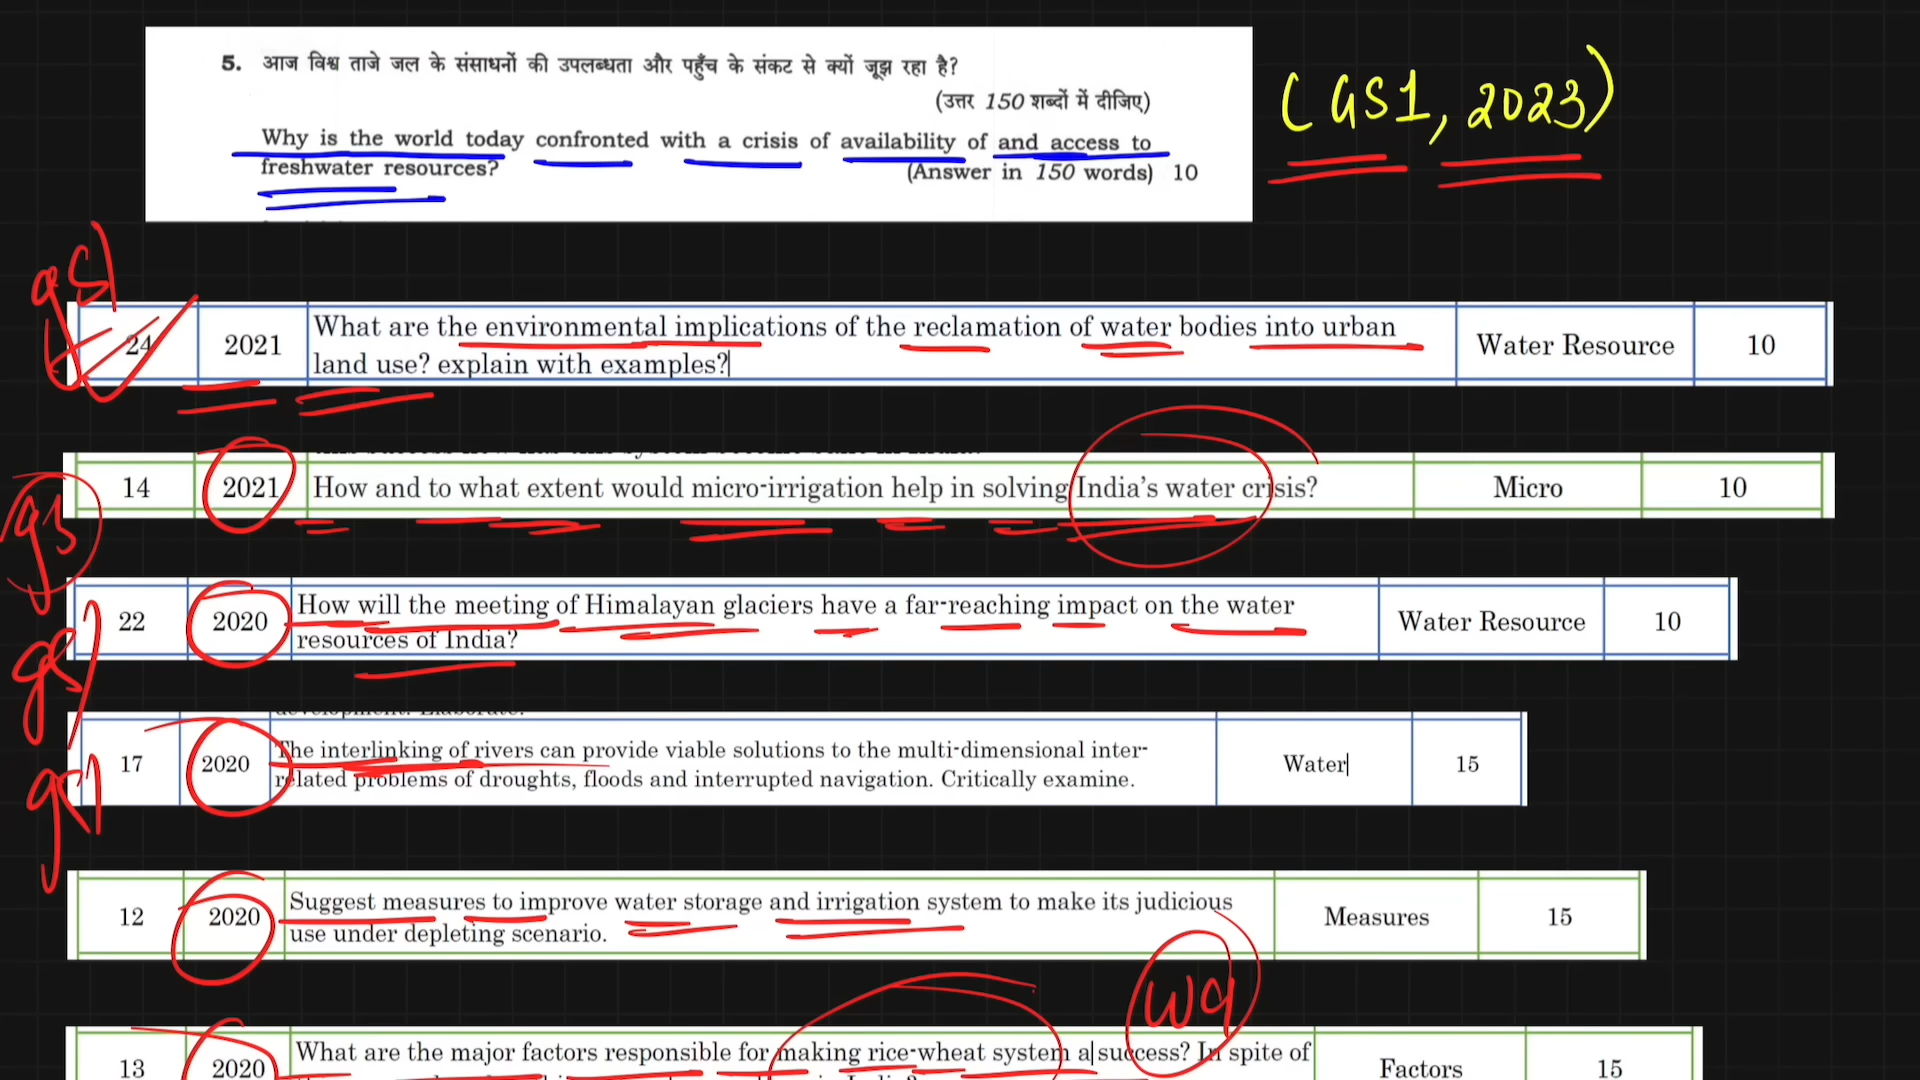 5. आज विश्व ताजे जल के संसाधनों की उपलब्धता और पहुँच के संकट से क्यों जूझ रहा है?
(उत्तर 150 शब्दों में दीजिए)
Why is the world today confronted with a crisis of availability of and access to
freshwater resources? (Answer in 150 words) 10
(GS1, 2023)
gs1
24 2021 What are the environmental implications of the reclamation of water bodies into urban
land use? explain with examples? Water Resource 10
14 2021 How and to what extent would micro-irrigation help in solving India's water crisis? Micro 10
gs
22 2020 How will the meeting of Himalayan glaciers have a far-reaching impact on the water
resources of India? Water Resource 10
gs1
17 2020 The interlinking of rivers can provide viable solutions to the multi-dimensional inter-
related problems of droughts, floods and interrupted navigation. Critically examine. Water 15
gs1
12 2020 Suggest measures to improve water storage and irrigation system to make its judicious
use under depleting scenario. Measures 15
13 2020 What are the major factors responsible for making rice-wheat system a success? In spite of
Factors 15